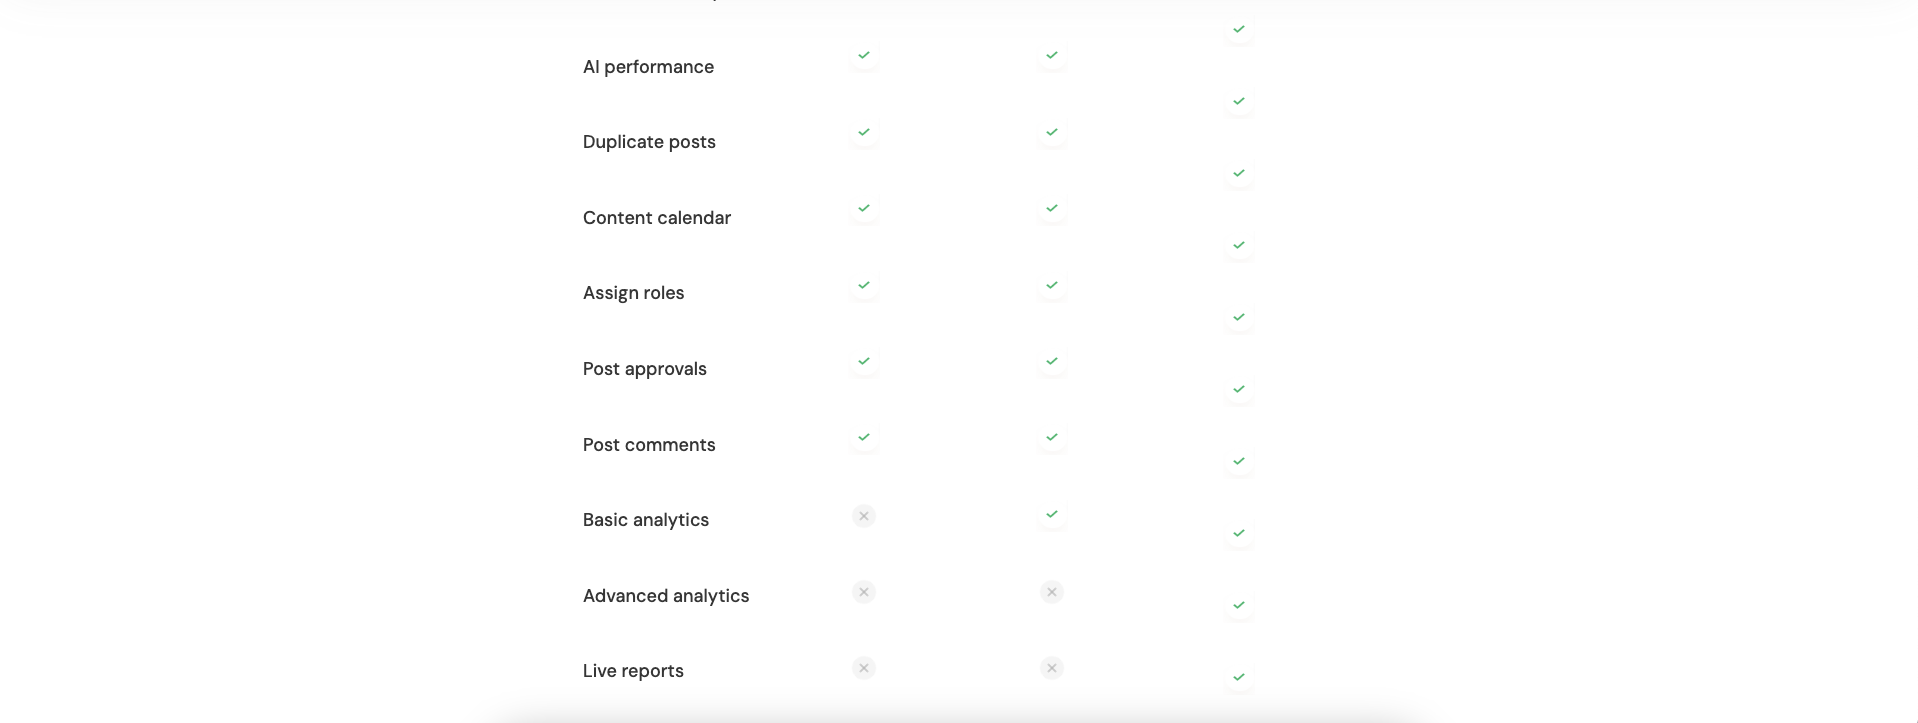 AI performance
Duplicate posts
Content calendar
Assign roles
Post approvals
Post comments
Basic analytics
Advanced analytics
Live reports